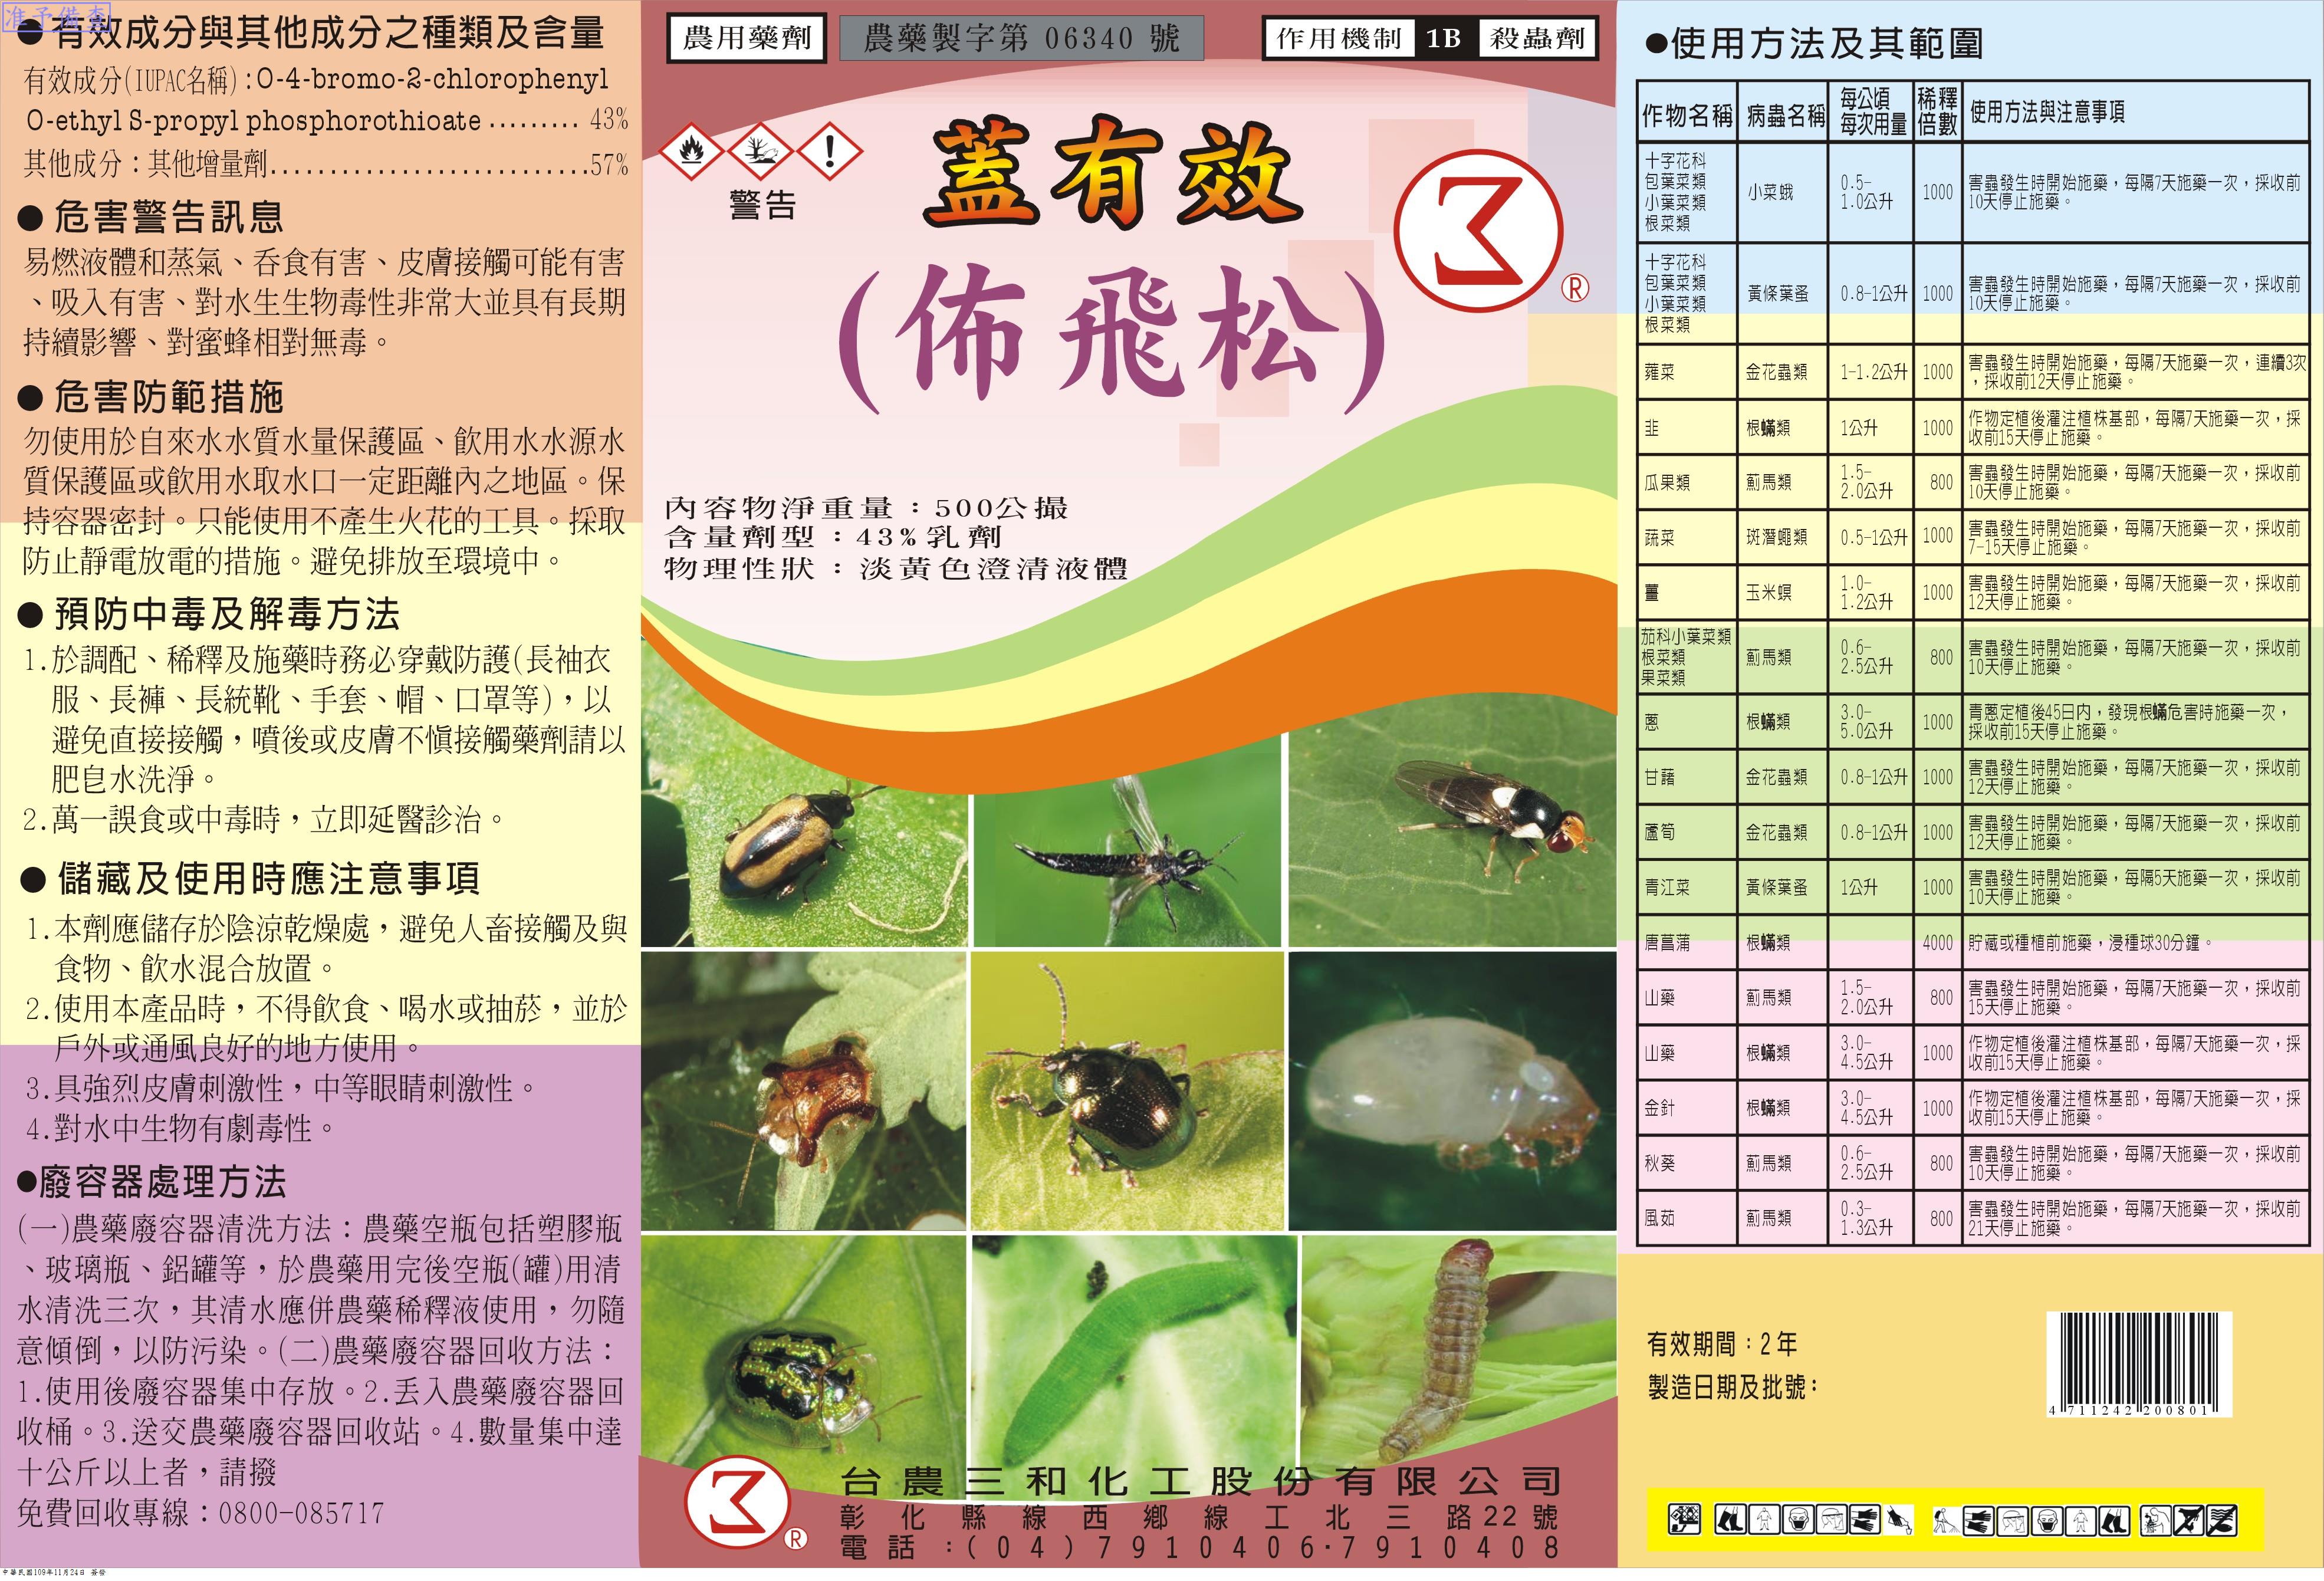 准予備查
●有效成分與其他成分之種類及含量
有效成分(IUPAC名稱):O-4-bromo-2-chlorophenyl
O-ethyl S-propyl phosphorothioate ......... 43%
其他成分：其他增量劑...........................57%
● 危害警告訊息
易燃液體和蒸氣、吞食有害、皮膚接觸可能有害
、吸入有害、對水生生物毒性非常大並具有長期
持續影響、對蜜蜂相對無毒。
● 危害防範措施
勿使用於自來水水質水量保護區、飲用水水源水
質保護區或飲用水取水口一定距離內之地區。保
持容器密封。只能使用不產生火花的工具。採取
防止靜電放電的措施。避免排放至環境中。
● 預防中毒及解毒方法
1.於調配、稀釋及施藥時務必穿戴防護(長袖衣
服、長褲、長統靴、手套、帽、口罩等)，以
避免直接接觸，噴後或皮膚不慎接觸藥劑請以
肥皂水洗淨。
2.萬一誤食或中毒時，立即延醫診治。
● 儲藏及使用時應注意事項
1.本劑應儲存於陰涼乾燥處，避免人畜接觸及與
食物、飲水混合放置。
2.使用本產品時，不得飲食、喝水或抽菸，並於
戶外或通風良好的地方使用。
3.具強烈皮膚刺激性，中等眼睛刺激性。
4.對水中生物有劇毒性。
●廢容器處理方法
(一)農藥廢容器清洗方法：農藥空瓶包括塑膠瓶
、玻璃瓶、鋁罐等，於農藥用完後空瓶(罐)用清
水清洗三次，其清水應併農藥稀釋液使用，勿隨
意傾倒，以防污染。(二)農藥廢容器回收方法：
1.使用後廢容器集中存放。2.丟入農藥廢容器回
收桶。3.送交農藥廢容器回收站。4.數量集中達
十公斤以上者，請撥
免費回收專線：0800-085717
中華民國109年11月24日 簽發
農用藥劑
農藥製字第 06340 號
作用機制 1B 殺蟲劑
警告
蓋有效
(佈飛松)
®
內容物淨重量：500公撮
含量劑型：43%乳劑
物理性狀：淡黃色澄清液體
®
台農三和化工股份有限公司
彰化縣線西鄉線工北三路22號
電話:(04)7910406·7910408
●使用方法及其範圍
作物名稱 病蟲名稱 每公頃每次用量 稀釋倍數 使用方法與注意事項
十字花科包葉菜類小葉菜類根菜類 小菜蛾 0.5-1.0公升 1000 害蟲發生時開始施藥，每隔7天施藥一次，採收前10天停止施藥。
十字花科包葉菜類小葉菜類根菜類 黃條葉蚤 0.8-1公升 1000 害蟲發生時開始施藥，每隔7天施藥一次，採收前10天停止施藥。
蕹菜 金花蟲類 1-1.2公升 1000 害蟲發生時開始施藥，每隔7天施藥一次，連續3次，採收前12天停止施藥。
韭 根蟎類 1公升 1000 作物定植後灌注植株基部，每隔7天施藥一次，採收前15天停止施藥。
瓜果類 薊馬類 1.5-2.0公升 800 害蟲發生時開始施藥，每隔7天施藥一次，採收前10天停止施藥。
蔬菜 斑潛蠅類 0.5-1公升 1000 害蟲發生時開始施藥，每隔7天施藥一次，採收前7-15天停止施藥。
薑 玉米螟 1.0-1.2公升 1000 害蟲發生時開始施藥，每隔7天施藥一次，採收前12天停止施藥。
茄科小葉菜類根菜類果菜類 薊馬類 0.6-2.5公升 800 害蟲發生時開始施藥，每隔7天施藥一次，採收前10天停止施藥。
蔥 根蟎類 3.0-5.0公升 1000 青蔥定植後45日內，發現根蟎危害時施藥一次，採收前15天停止施藥。
甘藷 金花蟲類 0.8-1公升 1000 害蟲發生時開始施藥，每隔7天施藥一次，採收前12天停止施藥。
蘆筍 金花蟲類 0.8-1公升 1000 害蟲發生時開始施藥，每隔7天施藥一次，採收前12天停止施藥。
青江菜 黃條葉蚤 1公升 1000 害蟲發生時開始施藥，每隔5天施藥一次，採收前10天停止施藥。
唐菖蒲 根蟎類 4000 貯藏或種植前施藥，浸種球30分鐘。
山藥 薊馬類 1.5-2.0公升 800 害蟲發生時開始施藥，每隔7天施藥一次，採收前15天停止施藥。
山藥 根蟎類 3.0-4.5公升 1000 作物定植後灌注植株基部，每隔7天施藥一次，採收前15天停止施藥。
金針 根蟎類 3.0-4.5公升 1000 作物定植後灌注植株基部，每隔7天施藥一次，採收前15天停止施藥。
秋葵 薊馬類 0.6-2.5公升 800 害蟲發生時開始施藥，每隔7天施藥一次，採收前10天停止施藥。
風茹 薊馬類 0.3-1.3公升 800 害蟲發生時開始施藥，每隔7天施藥一次，採收前21天停止施藥。
有效期間：2年
製造日期及批號:
4 711242 200801